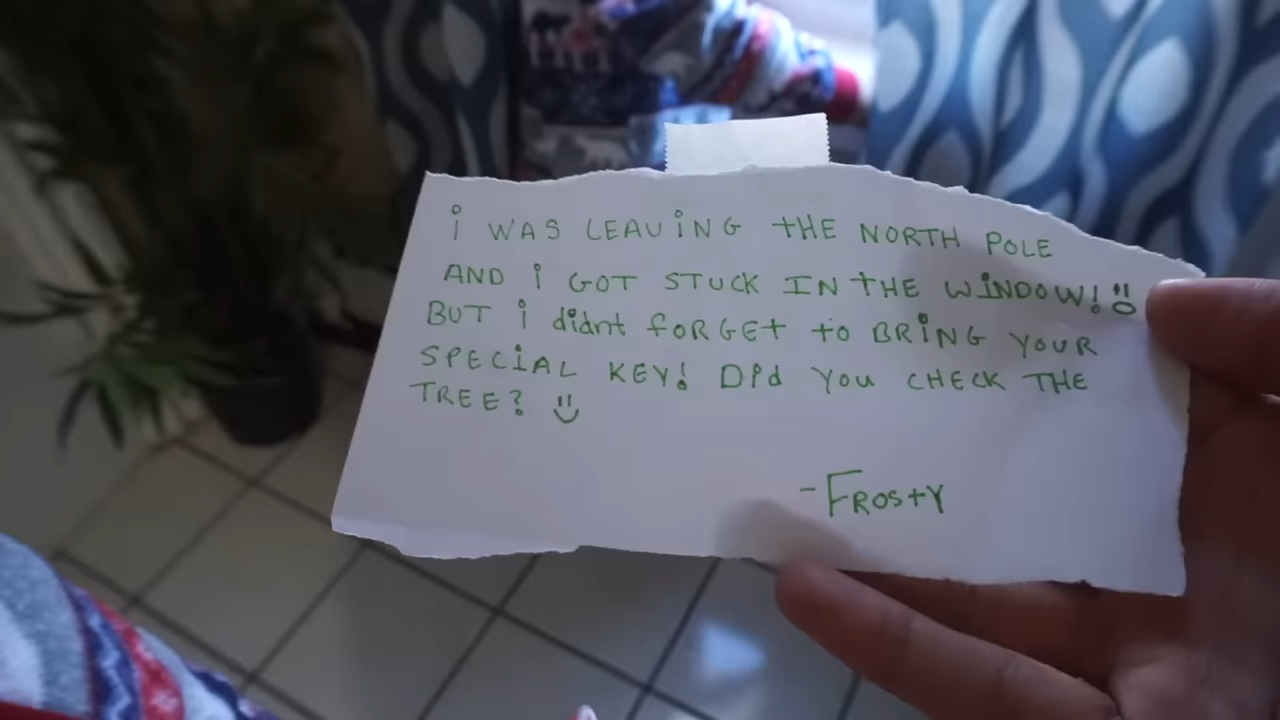 i WAS LEAViNG tHE NORTH POLE
AND i GOT STUCK IN tHE WiNDOW!
BUT i didnt foRGEt to BRiNG YOUR
SPECiAL KEY! Did You CHECK THE
TREE? :)
-FROStY